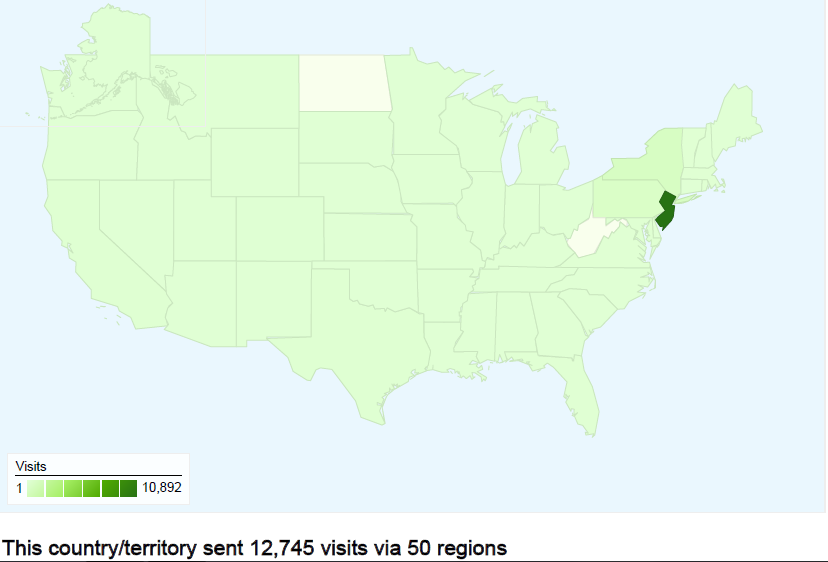 Visits
1 10,892
This country/territory sent 12,745 visits via 50 regions